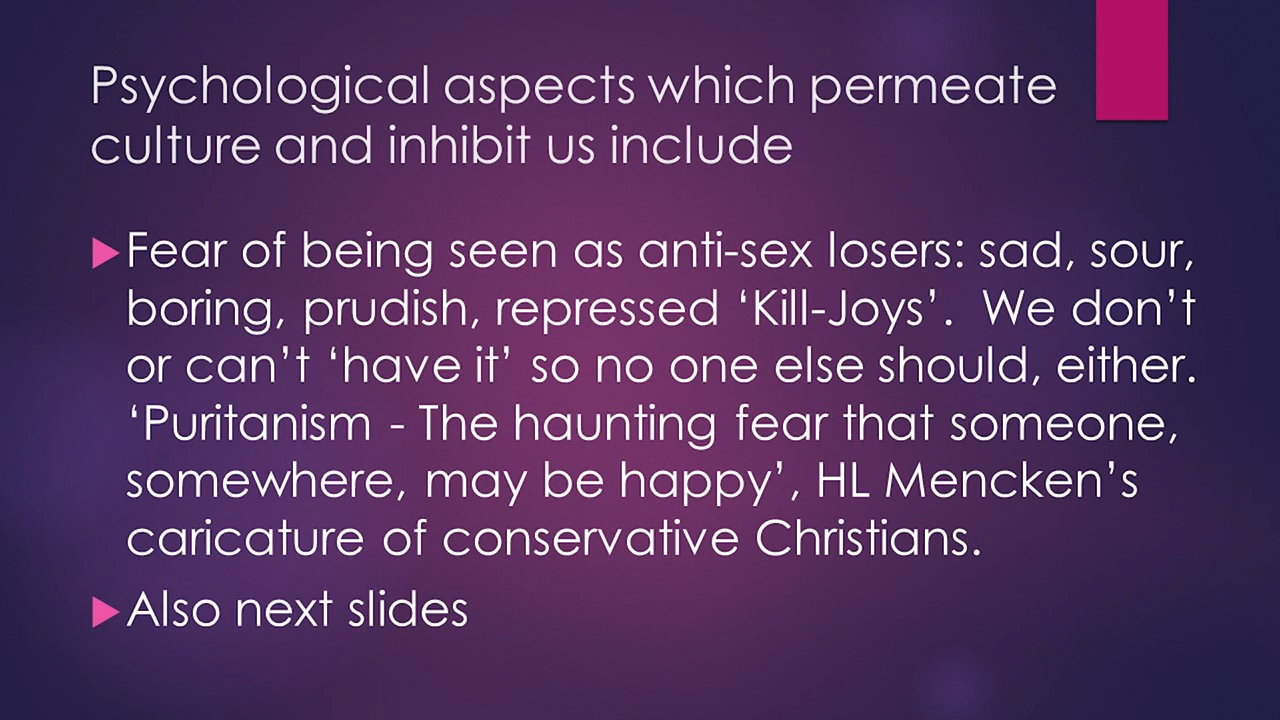 Psychological aspects which permeate
culture and inhibit us include
Fear of being seen as anti-sex losers: sad, sour,
boring, prudish, repressed ‘Kill-Joys’.  We don’t
or can’t ‘have it’ so no one else should, either.
‘Puritanism - The haunting fear that someone,
somewhere, may be happy’, HL Mencken’s
caricature of conservative Christians.
Also next slides